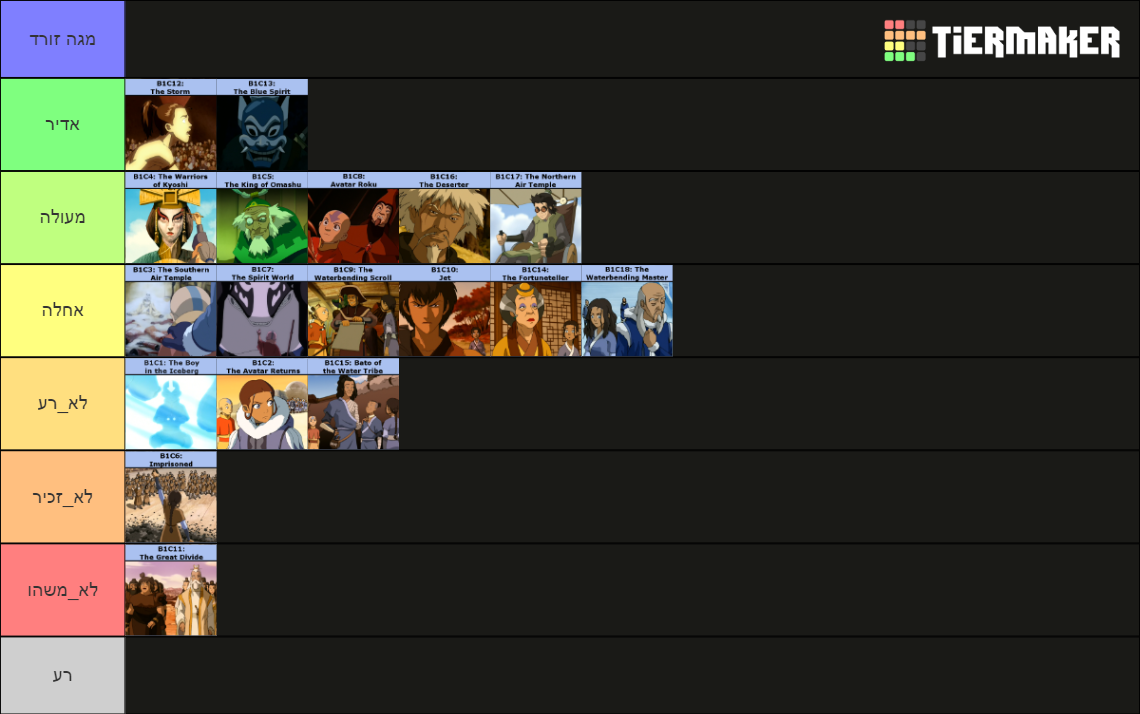 מגה זורד
TiERMAKER
אדיר
B1C12:
The Storm
B1C13:
The Blue Spirit
מעולה
B1C4: The Warriors
of Kyoshi
B1C5:
The King of Omashu
B1C8:
Avatar Roku
B1C16:
The Deserter
B1C17: The Northern
Air Temple
אחלה
B1C3: The Southern
Air Temple
B1C7:
The Spirit World
B1C9: The
Waterbending Scroll
B1C10:
Jet
B1C14:
The Fortuneteller
B1C18: The
Waterbending Master
לא_רע
B1C1: The Boy
in the Iceberg
B1C2:
The Avatar Returns
B1C15: Bato of
the Water Tribe
לא_זכיר
B1C6:
Imprisoned
לא_משהו
B1C11:
The Great Divide
רע